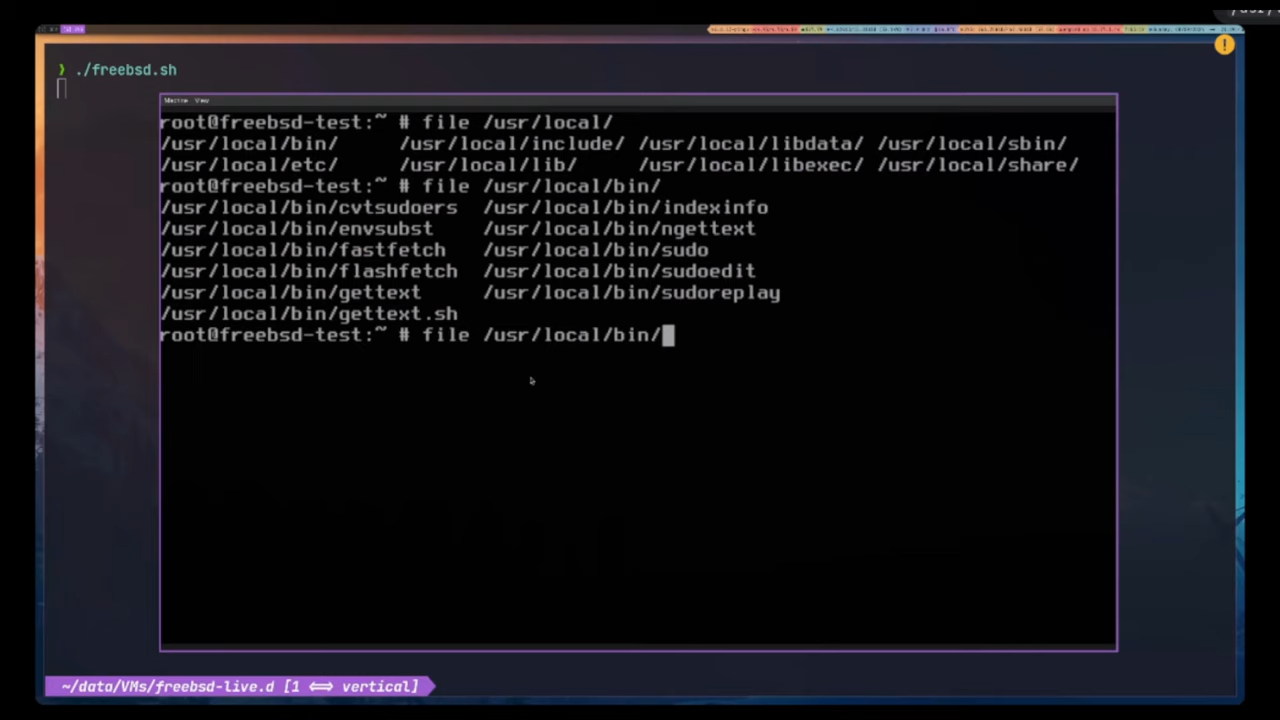 ❯ ./freebsd.sh
Machine View
root@freebsd-test:~ # file /usr/local/
/usr/local/bin/ /usr/local/include/ /usr/local/libdata/ /usr/local/sbin/
/usr/local/etc/ /usr/local/lib/ /usr/local/libexec/ /usr/local/share/
root@freebsd-test:~ # file /usr/local/bin/
/usr/local/bin/cvtsudoers /usr/local/bin/indexinfo
/usr/local/bin/envsubst /usr/local/bin/ngettext
/usr/local/bin/fastfetch /usr/local/bin/sudo
/usr/local/bin/flashfetch /usr/local/bin/sudoedit
/usr/local/bin/gettext /usr/local/bin/sudoreplay
/usr/local/bin/gettext.sh
root@freebsd-test:~ # file /usr/local/bin/
~/data/VMs/freebsd-live.d [1 ⟺ vertical]